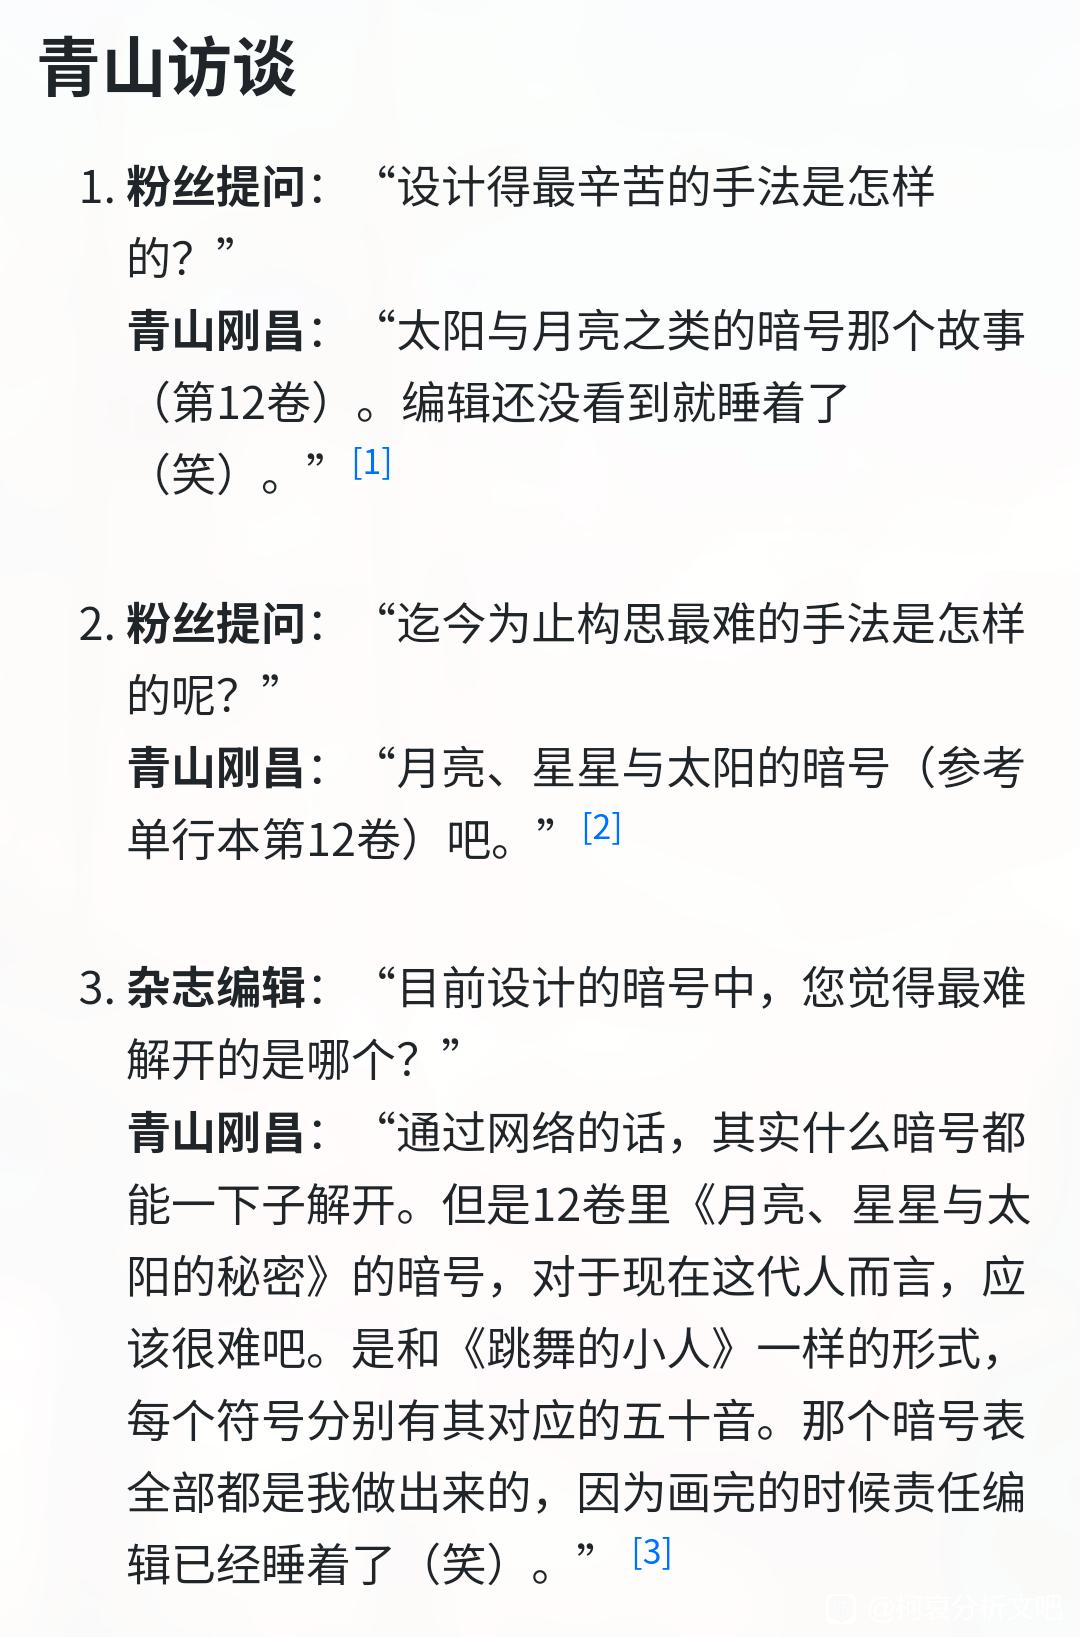 青山访谈
1. 粉丝提问：“设计得最辛苦的手法是怎样
的？”
青山刚昌：“太阳与月亮之类的暗号那个故事
（第12卷）。编辑还没看到就睡着了
（笑）。” [1]
2. 粉丝提问：“迄今为止构思最难的手法是怎样
的呢？”
青山刚昌：“月亮、星星与太阳的暗号（参考
单行本第12卷）吧。” [2]
3. 杂志编辑：“目前设计的暗号中，您觉得最难
解开的是哪个？”
青山刚昌：“通过网络的话，其实什么暗号都
能一下子解开。但是12卷里《月亮、星星与太
阳的秘密》的暗号，对于现在这代人而言，应
该很难吧。是和《跳舞的小人》一样的形式，
每个符号分别有其对应的五十音。那个暗号表
全部都是我做出来的，因为画完的时候责任编
辑已经睡着了（笑）。” [3]
@柯哀分析文吧